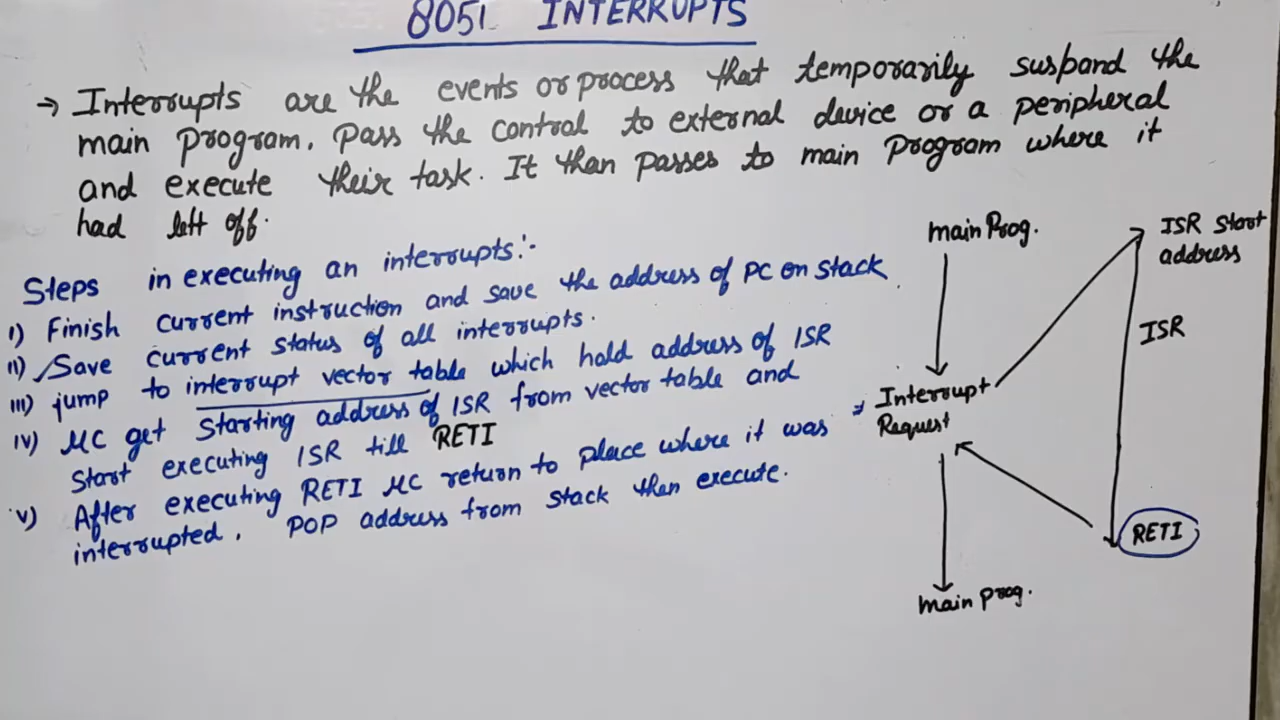 8051 INTERRUPTS
→ Interrupts are the events or process that temporarily suspand the
main program. Pass the control to external device or a peripheral
and execute their task. It than passes to main program where it
had left off.
Steps in executing an interrupts:-
i) Finish current instruction and save the address of PC on stack
ii) Save current status of all interrupts.
iii) jump to interrupt vector table which hold address of ISR
iv) MC get starting address of ISR from vector table and
start executing ISR till RETI
v) After executing RETI MC return to place where it was
interrupted. POP address from stack then execute.
main Prog.
ISR start
address
ISR
Interrupt
Request
RETI
main prog.